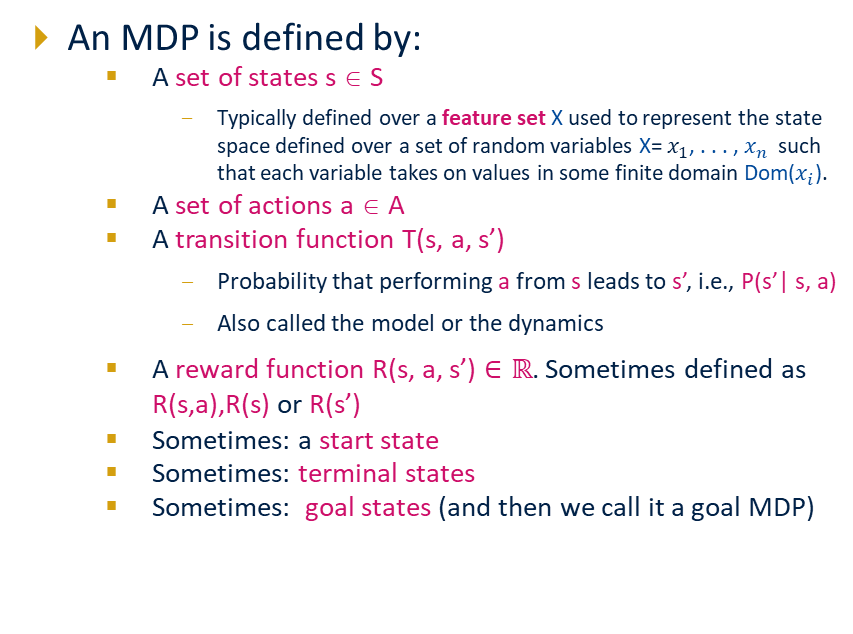 An MDP is defined by:
A set of states s ∈ S
– Typically defined over a feature set X used to represent the state
space defined over a set of random variables X= 𝑥₁, . . . , 𝑥ₙ such
that each variable takes on values in some finite domain Dom(𝑥ᵢ).
A set of actions a ∈ A
A transition function T(s, a, s’)
– Probability that performing a from s leads to s’, i.e., P(s’| s, a)
– Also called the model or the dynamics
A reward function R(s, a, s’) ∈ ℝ. Sometimes defined as
R(s,a),R(s) or R(s’)
Sometimes: a start state
Sometimes: terminal states
Sometimes: goal states (and then we call it a goal MDP)